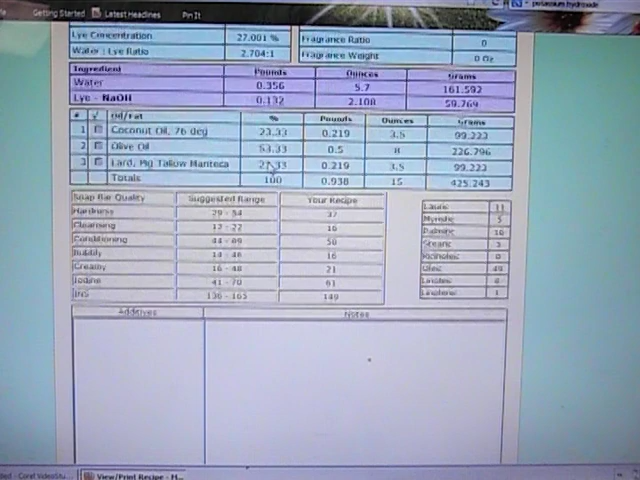 Getting Started Latest Headlines Pin It
Lye Concentration 27.001 % Fragrance Ratio 0
Water : Lye Ratio 2.704:1 Fragrance Weight 0 Oz
Ingredient Pounds Ounces Grams
Water 0.356 5.7 161.592
Lye - NaOH 0.132 2.108 59.769
# √ Oil/Fat % Pounds Ounces Grams
1 Coconut Oil, 76 deg 23.33 0.219 3.5 99.223
2 Olive Oil 53.33 0.5 8 226.796
3 Lard, Pig Tallow Manteca 23.33 0.219 3.5 99.223
Totals 100 0.938 15 425.243
Soap Bar Quality Suggested Range Your Recipe
Hardness 29 - 54 37
Cleansing 12 - 22 16
Conditioning 44 - 69 58
Bubbly 14 - 46 16
Creamy 16 - 48 21
Iodine 41 - 70 61
INS 136 - 165 149
Lauric 11
Myristic 5
Palmitic 16
Stearic 5
Ricinoleic 0
Oleic 49
Linoleic 8
Linolenic 1
Additives Notes
View/Print Recipe - M...